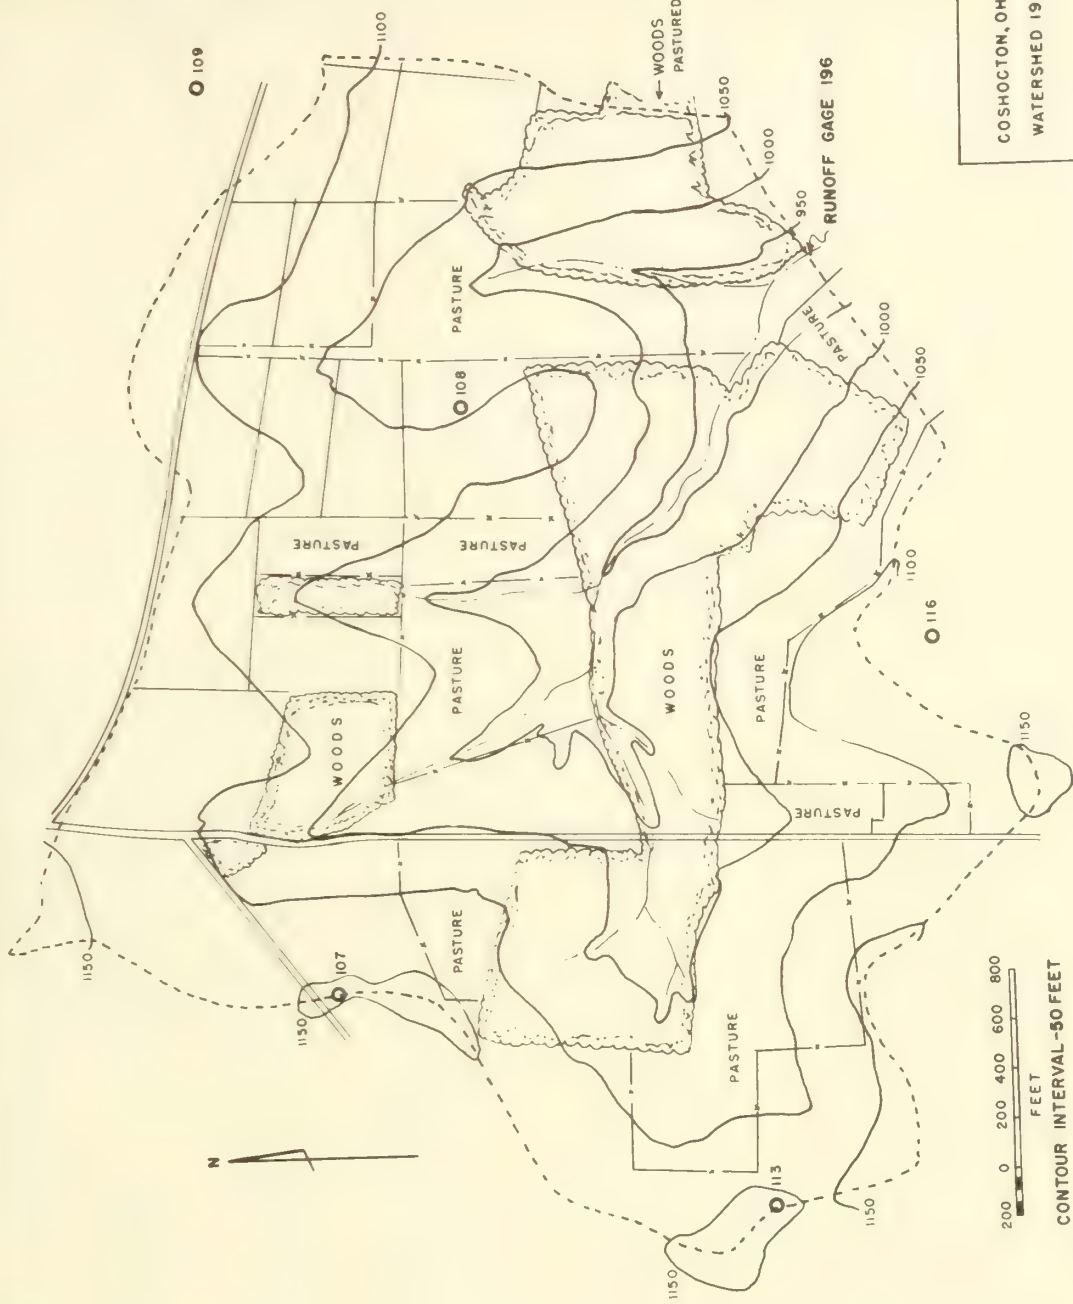 1100
109
WOODS
PASTURED
1050
1000
950
RUNOFF GAGE 196
COSHOCTON, OH
WATERSHED 19
PASTURE
108
PASTURE
1000
1050
PASTURE
PASTURE
1100
116
PASTURE
WOODS
PASTURE
WOODS
1150
PASTURE
1150
107
1150
PASTURE
PASTURE
N
113
1150
1150
200 0 200 400 600 800
FEET
CONTOUR INTERVAL-50 FEET